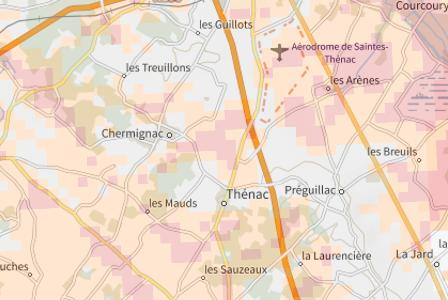 Courcoury
les Guillots
Aérodrome de Saintes-
Thénac
les Treuillons
les Arènes
Chermignac
les Breuils
Thénac
Préguillac
les Mauds
la Laurencière
La Jard
la
les Sauzeaux
uches